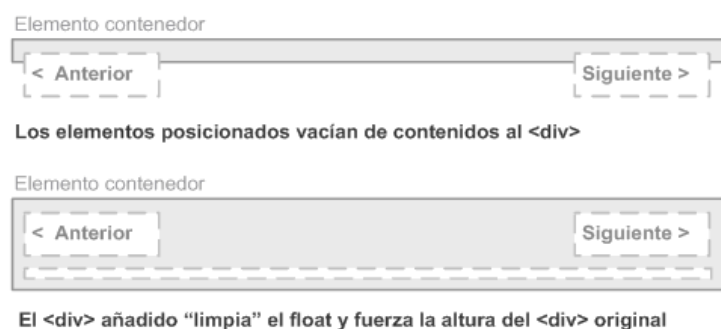 Elemento contenedor
< Anterior Siguiente >
Los elementos posicionados vacían de contenidos al <div>
Elemento contenedor
< Anterior Siguiente >
El <div> añadido “limpia” el float y fuerza la altura del <div> original